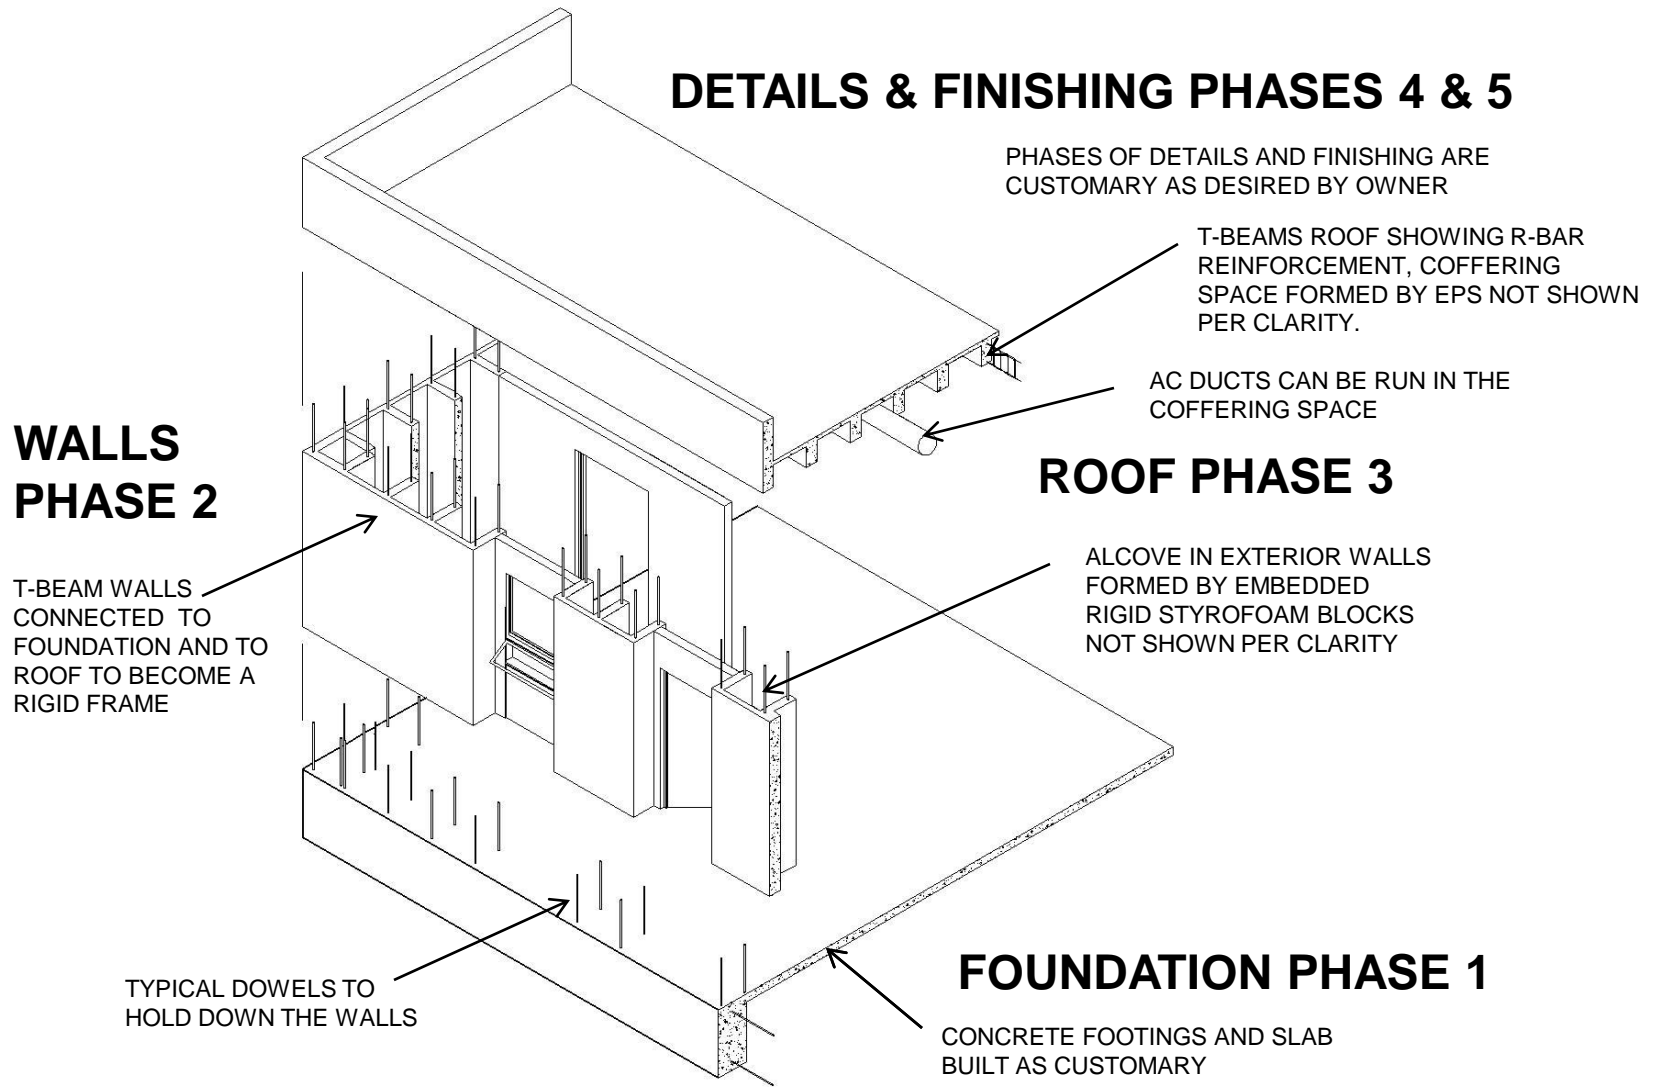 DETAILS & FINISHING PHASES 4 & 5
PHASES OF DETAILS AND FINISHING ARE
CUSTOMARY AS DESIRED BY OWNER
T-BEAMS ROOF SHOWING R-BAR
REINFORCEMENT, COFFERING
SPACE FORMED BY EPS NOT SHOWN
PER CLARITY.
AC DUCTS CAN BE RUN IN THE
COFFERING SPACE
WALLS
PHASE 2
ROOF PHASE 3
T-BEAM WALLS
CONNECTED TO
FOUNDATION AND TO
ROOF TO BECOME A
RIGID FRAME
ALCOVE IN EXTERIOR WALLS
FORMED BY EMBEDDED
RIGID STYROFOAM BLOCKS
NOT SHOWN PER CLARITY
TYPICAL DOWELS TO
HOLD DOWN THE WALLS
FOUNDATION PHASE 1
CONCRETE FOOTINGS AND SLAB
BUILT AS CUSTOMARY